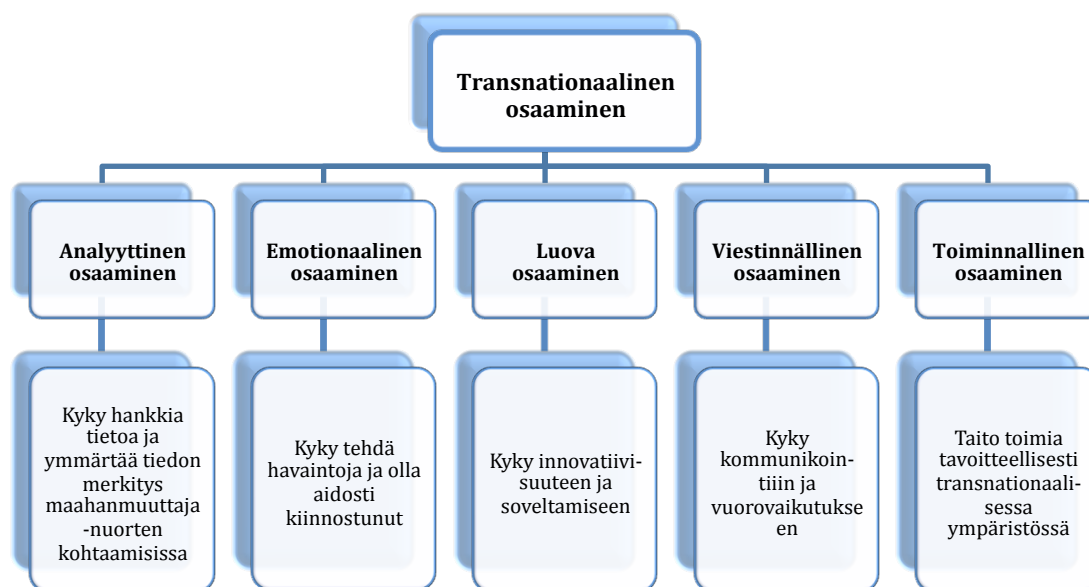 Transnationaalinen
osaaminen
Analyyttinen
osaaminen
Emotionaalinen
osaaminen
Luova
osaaminen
Viestinnällinen
osaaminen
Toiminnallinen
osaaminen
Kyky hankkia
tietoa ja
ymmärtää tiedon
merkitys
maahanmuuttaja
-nuorten
kohtaamisissa
Kyky tehdä
havaintoja ja olla
aidosti
kiinnostunut
Kyky innovatiivi-
suuteen ja
soveltamiseen
Kyky
kommunikoin-
tiiin ja
vuorovaikutukse
en
Taito toimia
tavoitteellisesti
transnationaali-
sessa
ympäristössä